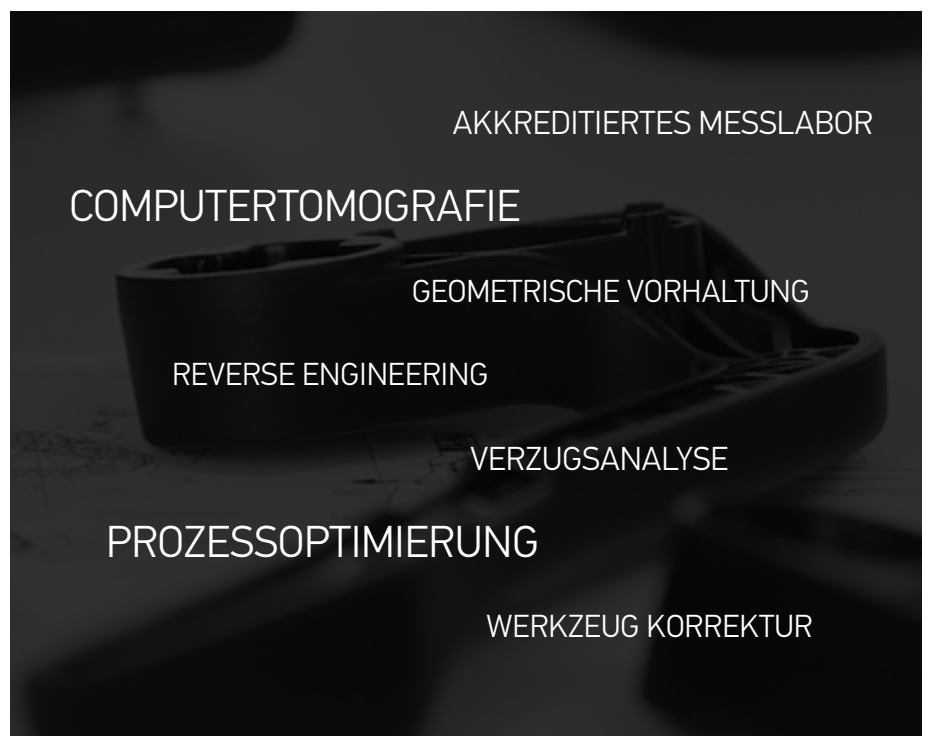 AKKREDITIERTES MESSLABOR
COMPUTERTOMOGRAFIE
GEOMETRISCHE VORHALTUNG
REVERSE ENGINEERING
VERZUGSANALYSE
PROZESSOPTIMIERUNG
WERKZEUG KORREKTUR